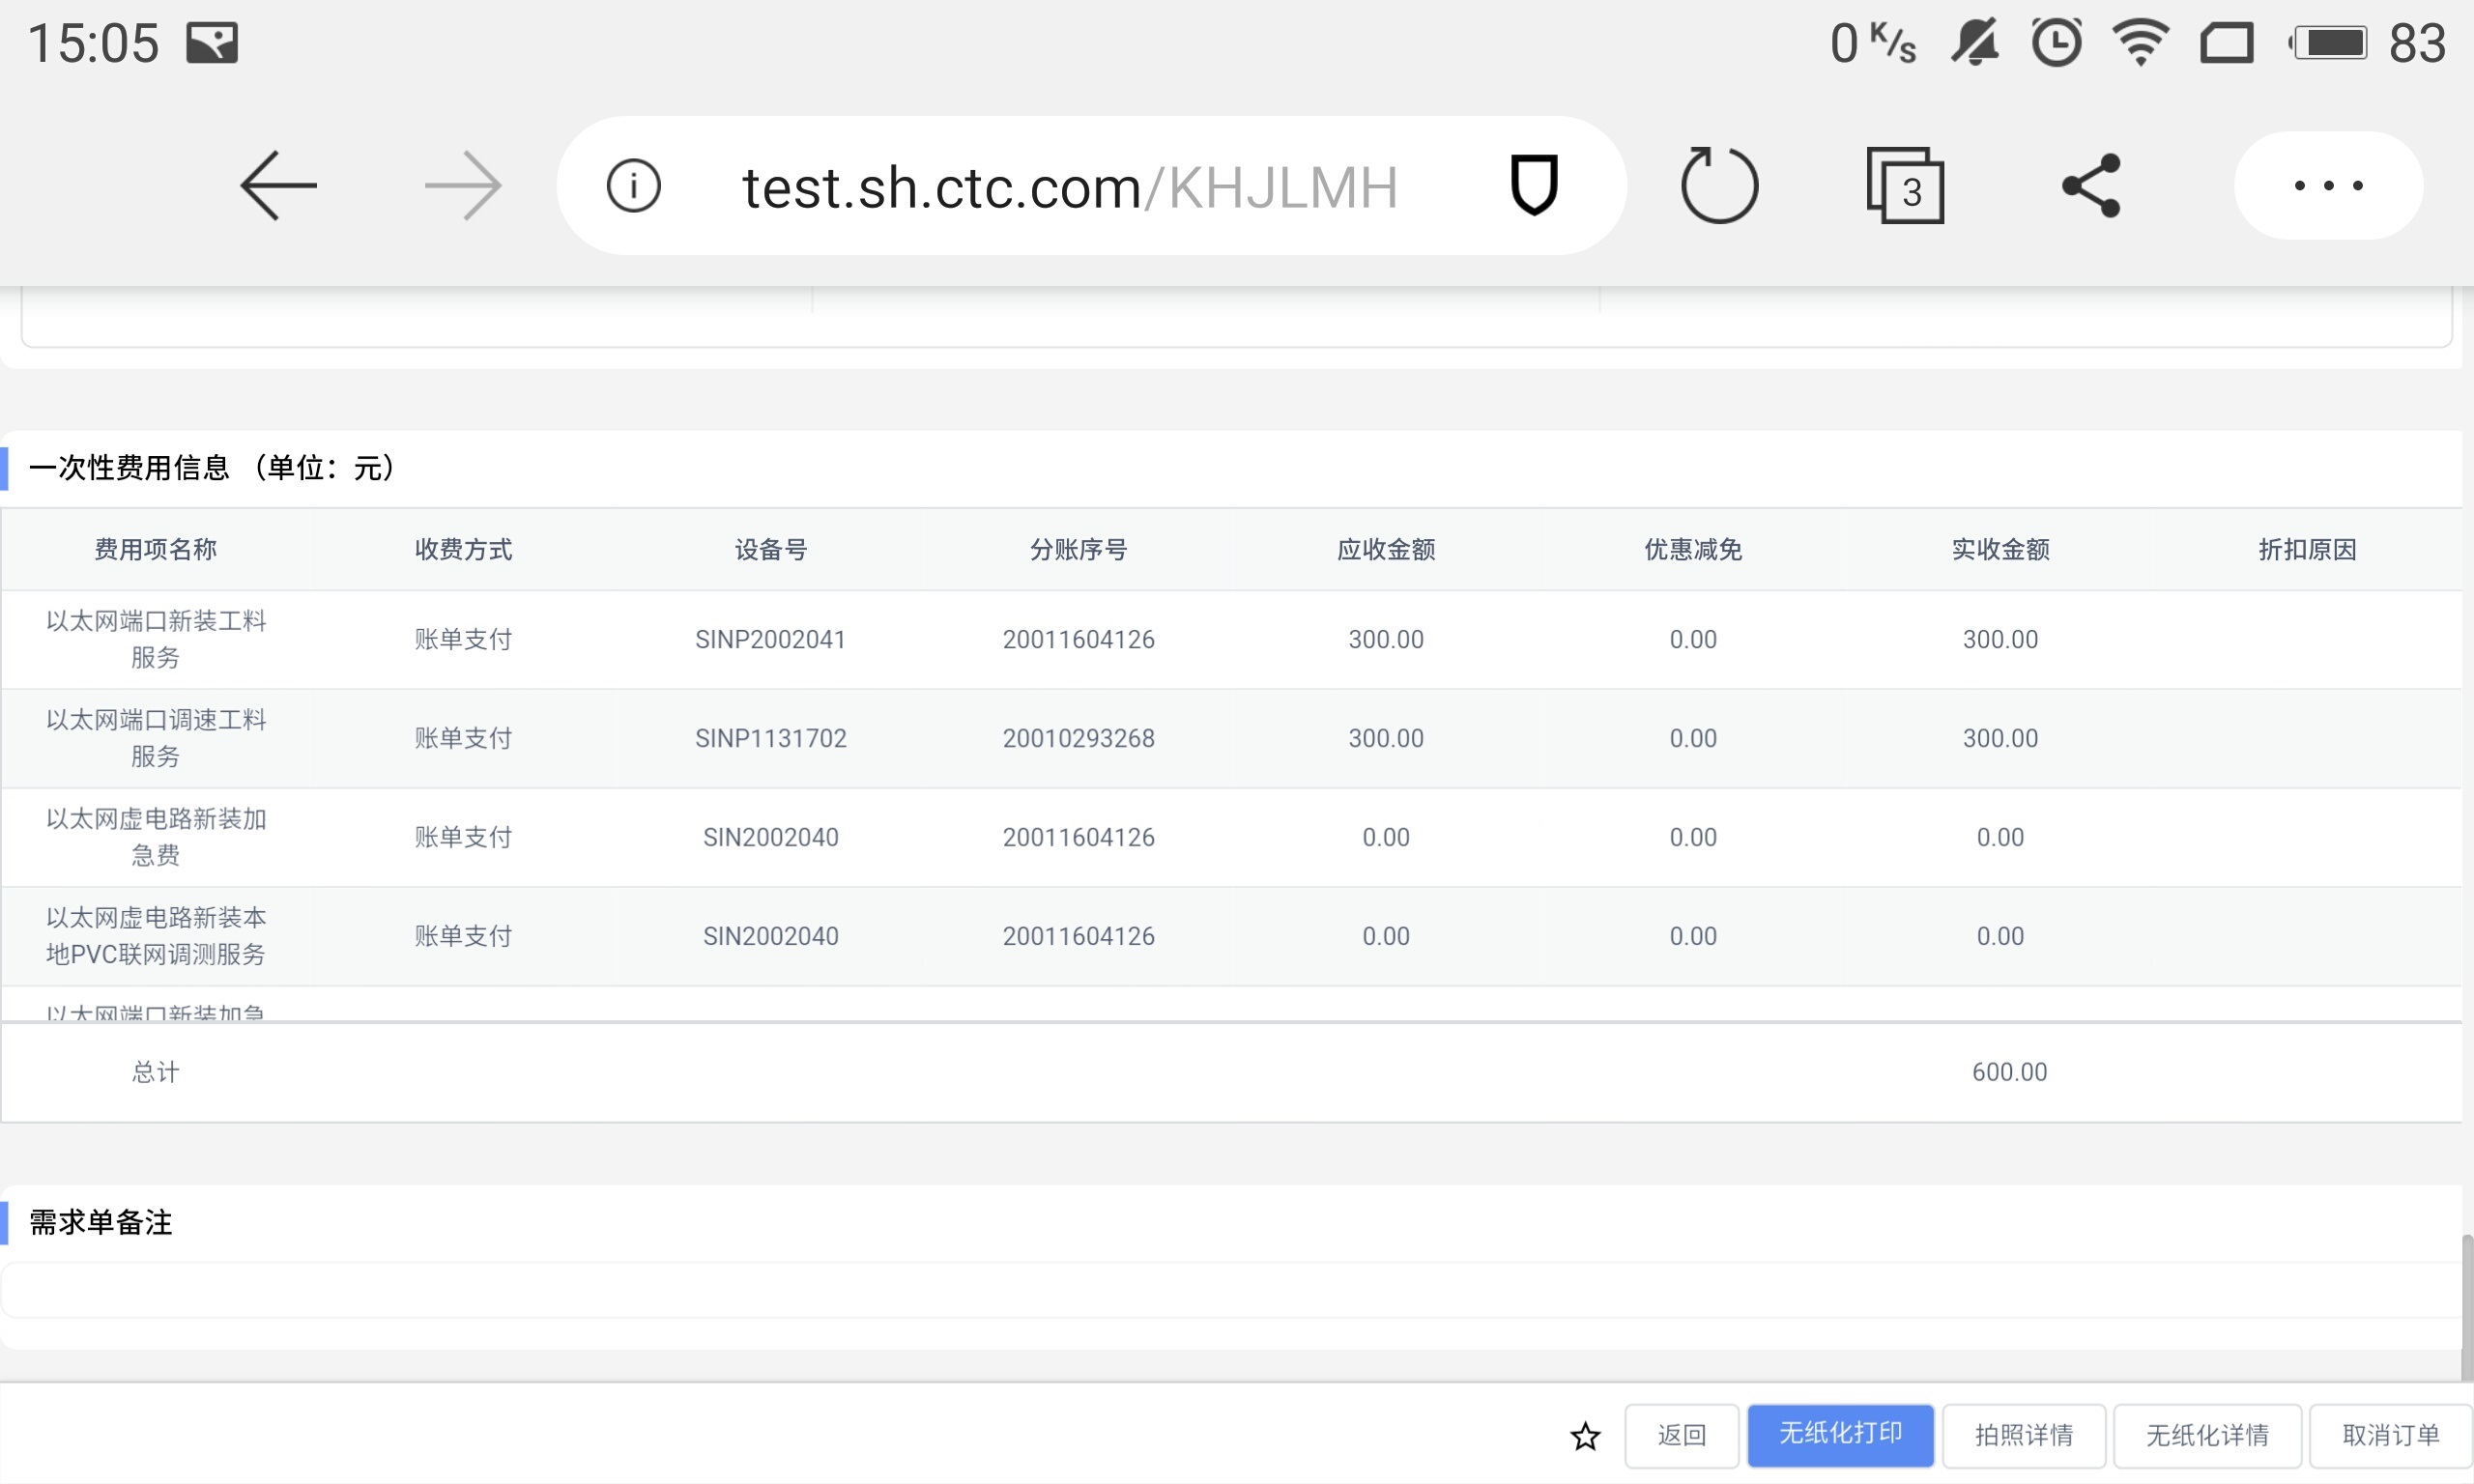 15:05 0 K/s 83
test.sh.ctc.com/KHJLMH 3
一次性费用信息 （单位：元）
费用项名称 收费方式 设备号 分账序号 应收金额 优惠减免 实收金额 折扣原因
以太网端口新装工料
服务 账单支付 SINP2002041 20011604126 300.00 0.00 300.00
以太网端口调速工料
服务 账单支付 SINP1131702 20010293268 300.00 0.00 300.00
以太网虚电路新装加
急费 账单支付 SIN2002040 20011604126 0.00 0.00 0.00
以太网虚电路新装本
地PVC联网调测服务 账单支付 SIN2002040 20011604126 0.00 0.00 0.00
以太网端口新装加急
总计 600.00
需求单备注
返回 无纸化打印 拍照详情 无纸化详情 取消订单